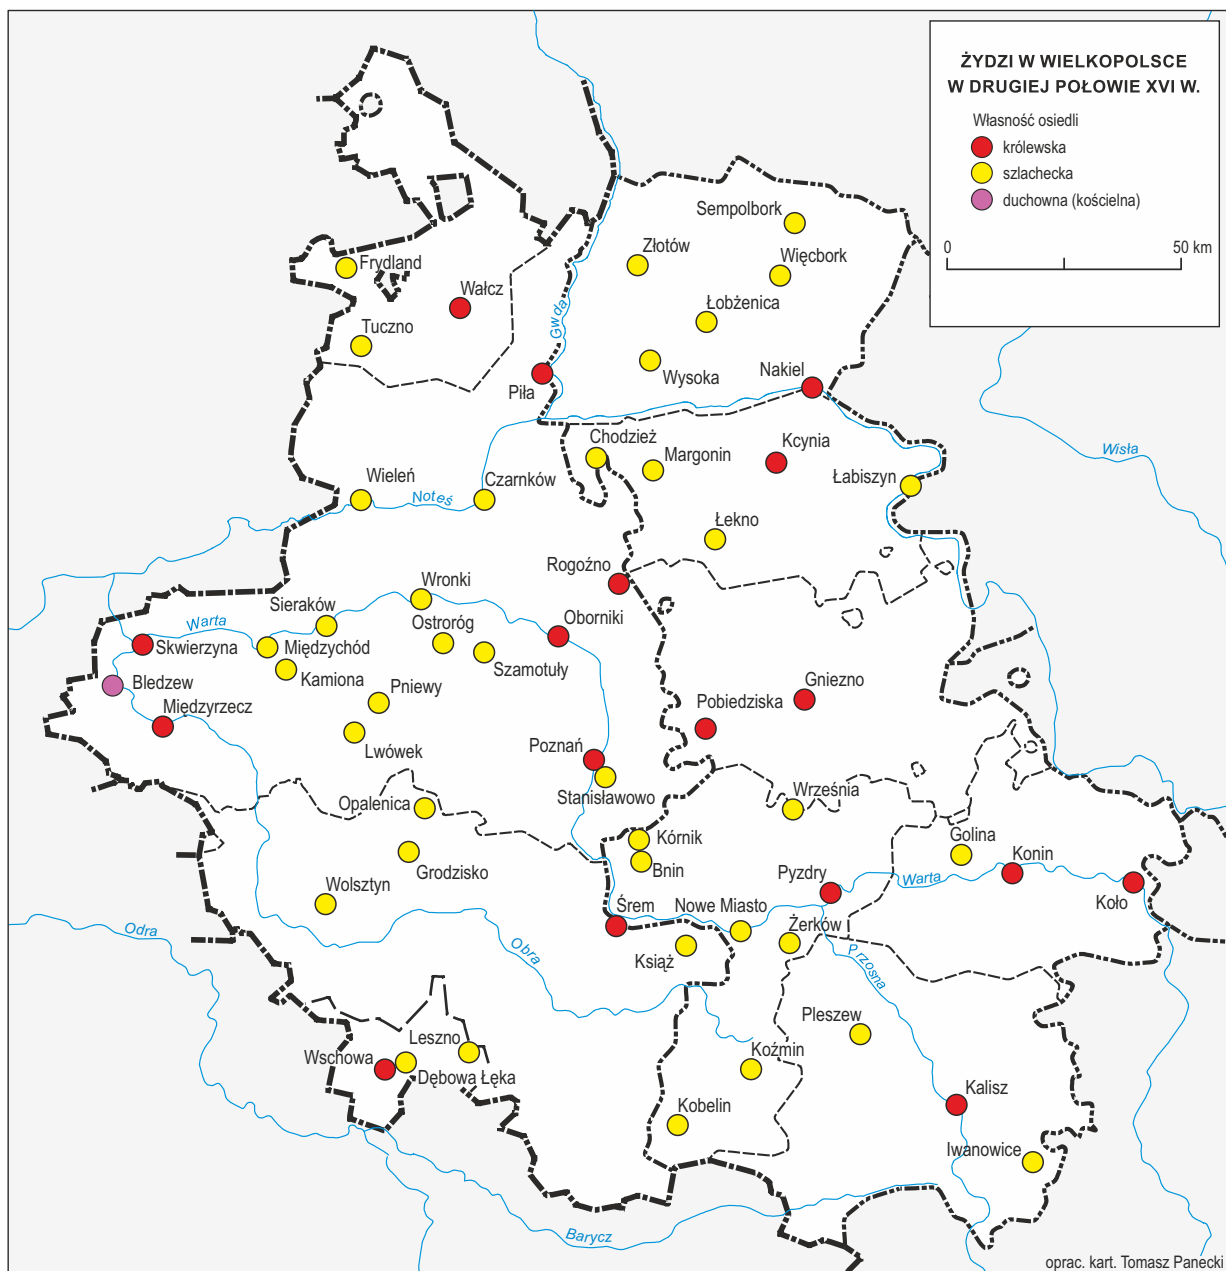 ŻYDZI W WIELKOPOLSCE
W DRUGIEJ POŁOWIE XVI W.
Własność osiedli
królewska
szlachecka
duchowna (kościelna)
0 50 km
Sempolbork
Złotów
Więcbork
Frydland
Wałcz
Łobżenica
Gwda
Tuczno
Wysoka
Nakiel
Piła
Chodzież
Margonin
Kcynia
Wisła
Łabiszyn
Wieleń
Noteś
Czarnków
Łekno
Rogoźno
Wronki
Sieraków
Warta
Ostroróg
Oborniki
Skwierzyna
Międzychód
Szamotuły
Kamiona
Bledzew
Pniewy
Gniezno
Pobiedziska
Międzyrzecz
Lwówek
Poznań
Stanisławowo
Opalenica
Września
Kórnik
Golina
Bnin
Konin
Grodzisko
Pyzdry
Warta
Koło
Wolsztyn
Śrem
Nowe Miasto
Żerków
Odra
Obra
Książ
Przosna
Pleszew
Leszno
Wschowa
Dębowa Łęka
Koźmin
Kalisz
Kobelin
Iwanowice
Barycz
oprac. kart. Tomasz Panecki